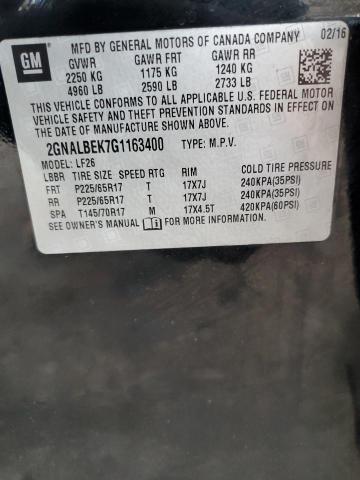 GM
MFD BY GENERAL MOTORS OF CANADA COMPANY 02/16
GVWR GAWR FRT GAWR RR
2250 KG 1175 KG 1240 KG
4960 LB 2590 LB 2733 LB
THIS VEHICLE CONFORMS TO ALL APPLICABLE U.S. FEDERAL MOTOR
VEHICLE SAFETY AND THEFT PREVENTION STANDARDS IN EFFECT ON THE
DATE OF MANUFACTURE SHOWN ABOVE.
2GNALBEK7G1163400 TYPE: M.P.V.
MODEL: LF26
LBBR TIRE SIZE SPEED RTG RIM COLD TIRE PRESSURE
FRT P225/65R17 T 17X7J 240KPA(35PSI)
RR P225/65R17 T 17X7J 240KPA(35PSI)
SPA T145/70R17 M 17X4.5T 420KPA(60PSI)
SEE OWNER'S MANUAL FOR MORE INFORMATION.